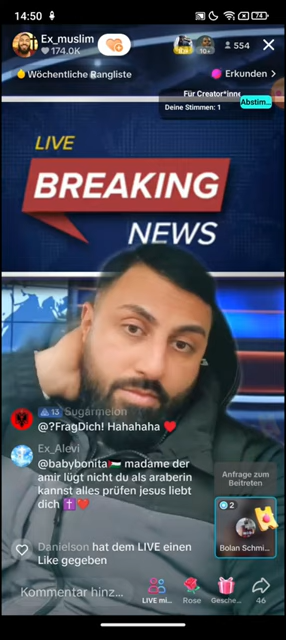 14:50
74
Ex_muslim
174.0K
10+
554
Wöchentliche Rangliste
Erkunden >
Für Creator*inne
Deine Stimmen: 1
Abstim...
LIVE
BREAKING
NEWS
13 Sugarmelon
@?FragDich! Hahahaha ❤️
Ex_Alevi
@babybonita🇵🇸 madame der
amir lügt nicht du als araberin
kannst alles prüfen jesus liebt
dich ✝️❤️
Anfrage zum
Beitreten
2
Bolan Schmi...
Danielson hat dem LIVE einen
Like gegeben
Kommentar hinz...
LIVE mi...
Rose
Gesche...
46